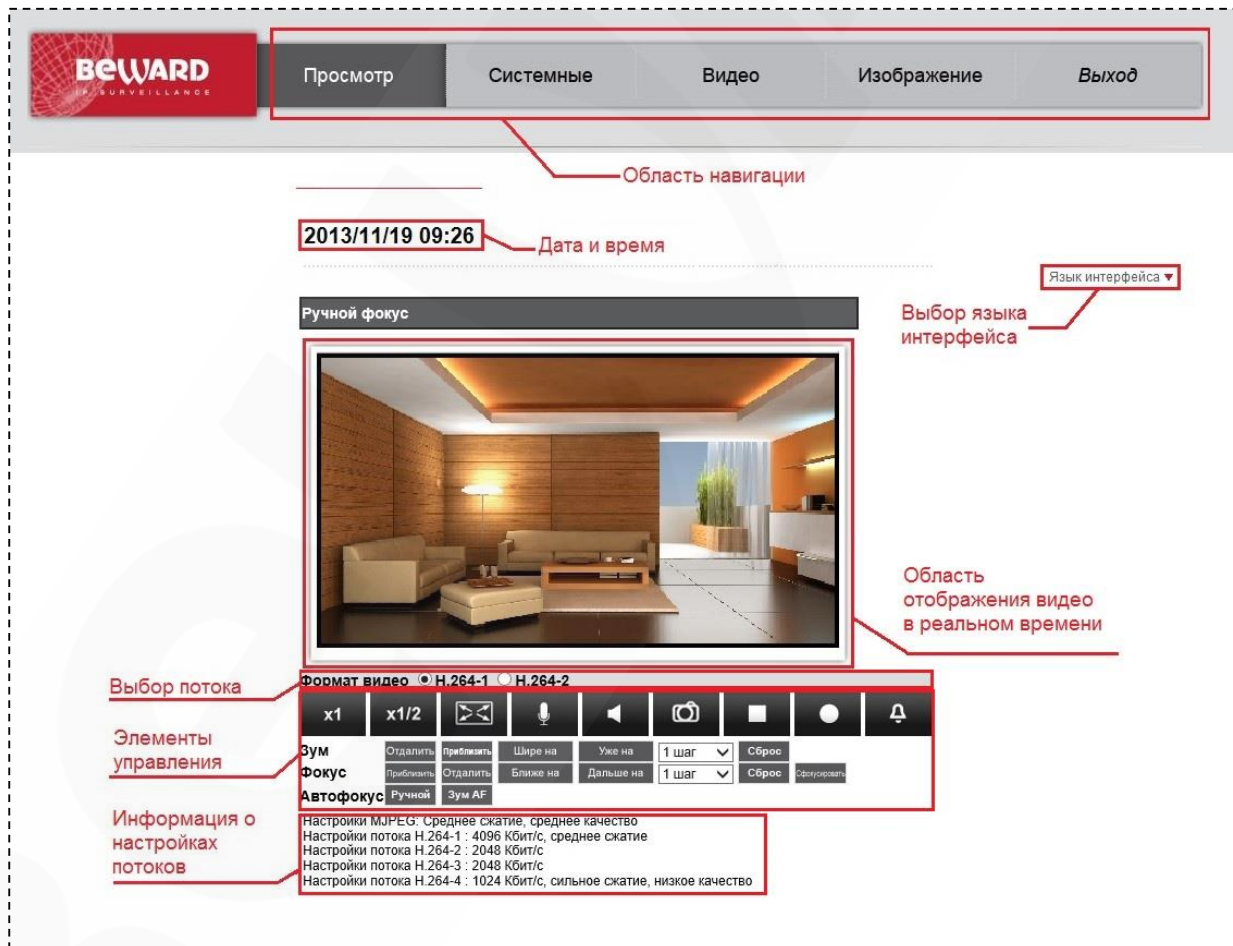 BEWARD
IP SURVEILLANCE
Просмотр
Системные
Видео
Изображение
Выход
Область навигации
2013/11/19 09:26
Дата и время
Язык интерфейса
Ручной фокус
Выбор языка
интерфейса
Область
отображения видео
в реальном времени
Выбор потока
Формат видео H.264-1 H.264-2
x1 x1/2
Элементы
управления
Зум Отдалить Приблизить Шире на Уже на 1 шаг Сброс
Фокус Приблизить Отдалить Ближе на Дальше на 1 шаг Сброс Сфокусировать
Автофокус Ручной Зум AF
Информация о
настройках
потоков
Настройки MJPEG: Среднее сжатие, среднее качество
Настройки потока H.264-1 : 4096 Кбит/с, среднее сжатие
Настройки потока H.264-2 : 2048 Кбит/с
Настройки потока H.264-3 : 2048 Кбит/с
Настройки потока H.264-4 : 1024 Кбит/с, сильное сжатие, низкое качество